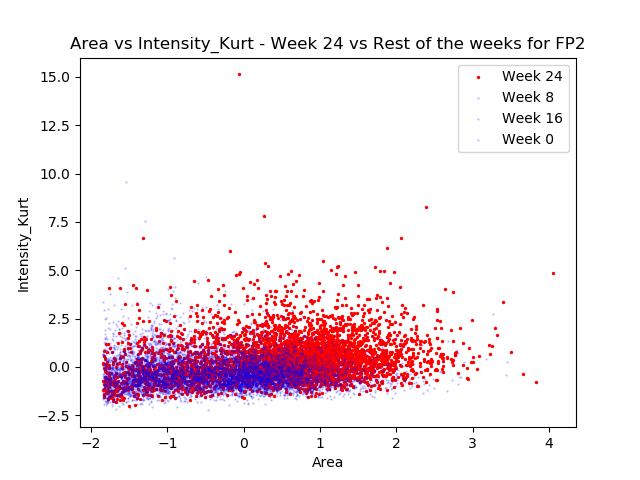 Area vs Intensity_Kurt - Week 24 vs Rest of the weeks for FP2
Week 24
Week 8
Week 16
Week 0
Intensity_Kurt
15.0
12.5
10.0
7.5
5.0
2.5
0.0
−2.5
−2 −1 0 1 2 3 4
Area